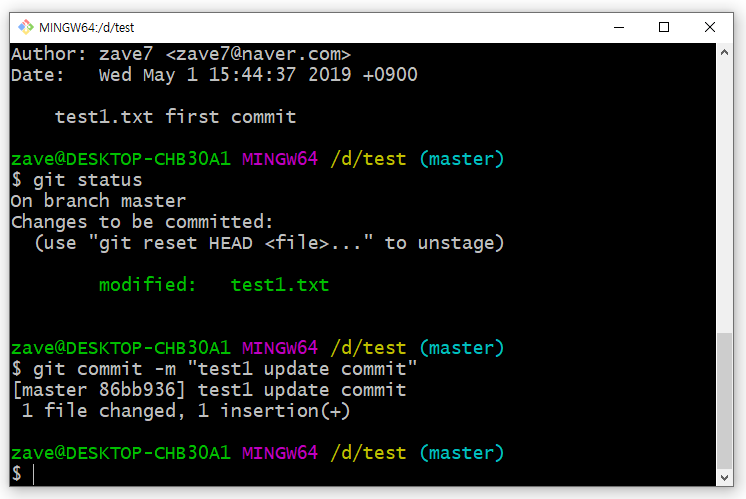 MINGW64:/d/test
Author: zave7 <zave7@naver.com>
Date:   Wed May 1 15:44:37 2019 +0900
    test1.txt first commit
zave@DESKTOP-CHB30A1 MINGW64 /d/test (master)
$ git status
On branch master
Changes to be committed:
  (use "git reset HEAD <file>..." to unstage)
        modified:   test1.txt
zave@DESKTOP-CHB30A1 MINGW64 /d/test (master)
$ git commit -m "test1 update commit"
[master 86bb936] test1 update commit
 1 file changed, 1 insertion(+)
zave@DESKTOP-CHB30A1 MINGW64 /d/test (master)
$